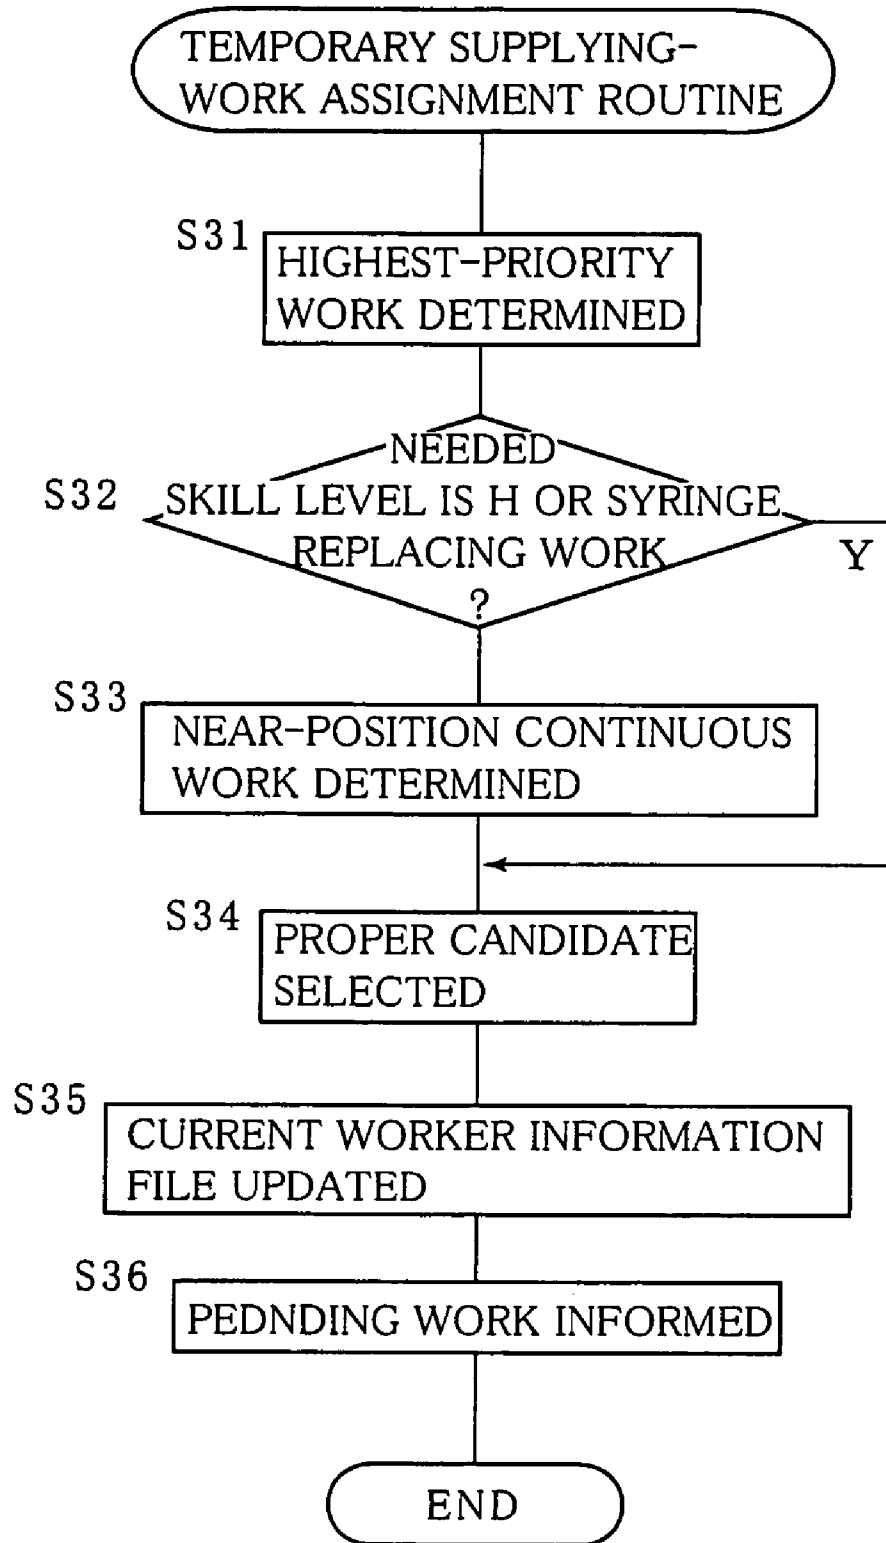 TEMPORARY SUPPLYING-
WORK ASSIGNMENT ROUTINE
S31
HIGHEST-PRIORITY
WORK DETERMINED
S32
NEEDED
SKILL LEVEL IS H OR SYRINGE
REPLACING WORK
?
Y
S33
NEAR-POSITION CONTINUOUS
WORK DETERMINED
S34
PROPER CANDIDATE
SELECTED
S35
CURRENT WORKER INFORMATION
FILE UPDATED
S36
PEDNDING WORK INFORMED
END